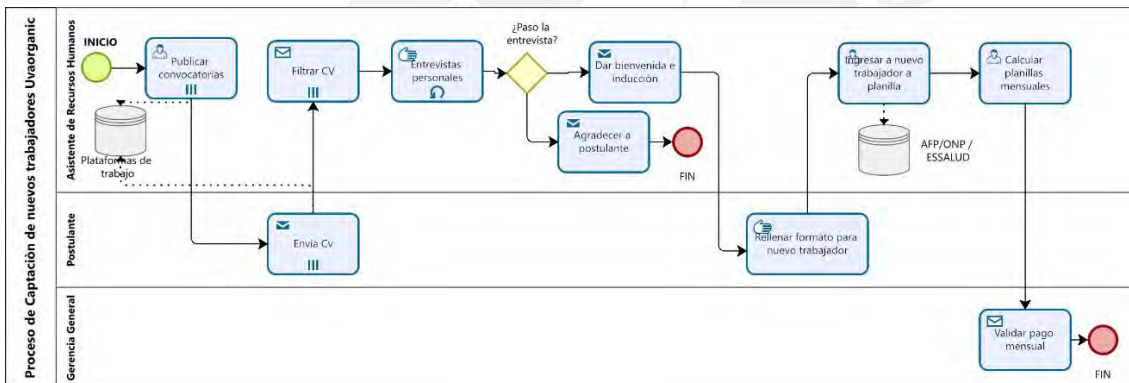 Proceso de Captación de nuevos trabajadores Uvaorganic
Asistente de Recursos Humanos
INICIO
Publicar
convocatorias
Plataformas de
trabajo
Filtrar CV
Entrevistas
personales
¿Paso la
entrevista?
Dar bienvenida e
inducción
Agradecer a
postulante
FIN
Ingresar a nuevo
trabajador a
planilla
AFP/ONP /
ESSALUD
Calcular
planillas
mensuales
Postulante
Envia Cv
Rellenar formato para
nuevo trabajador
Gerencia General
Validar pago
mensual
FIN